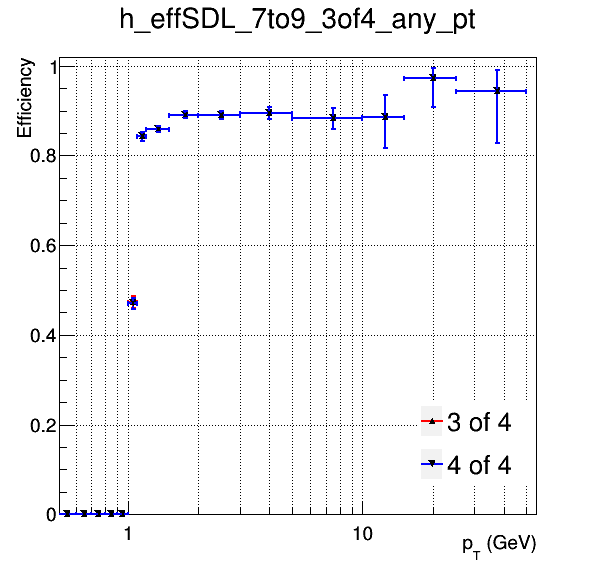 h_effSDL_7to9_3of4_any_pt
Efficiency
1
0.8
0.6
0.4
0.2
0
3 of 4
4 of 4
1
10
p_T (GeV)